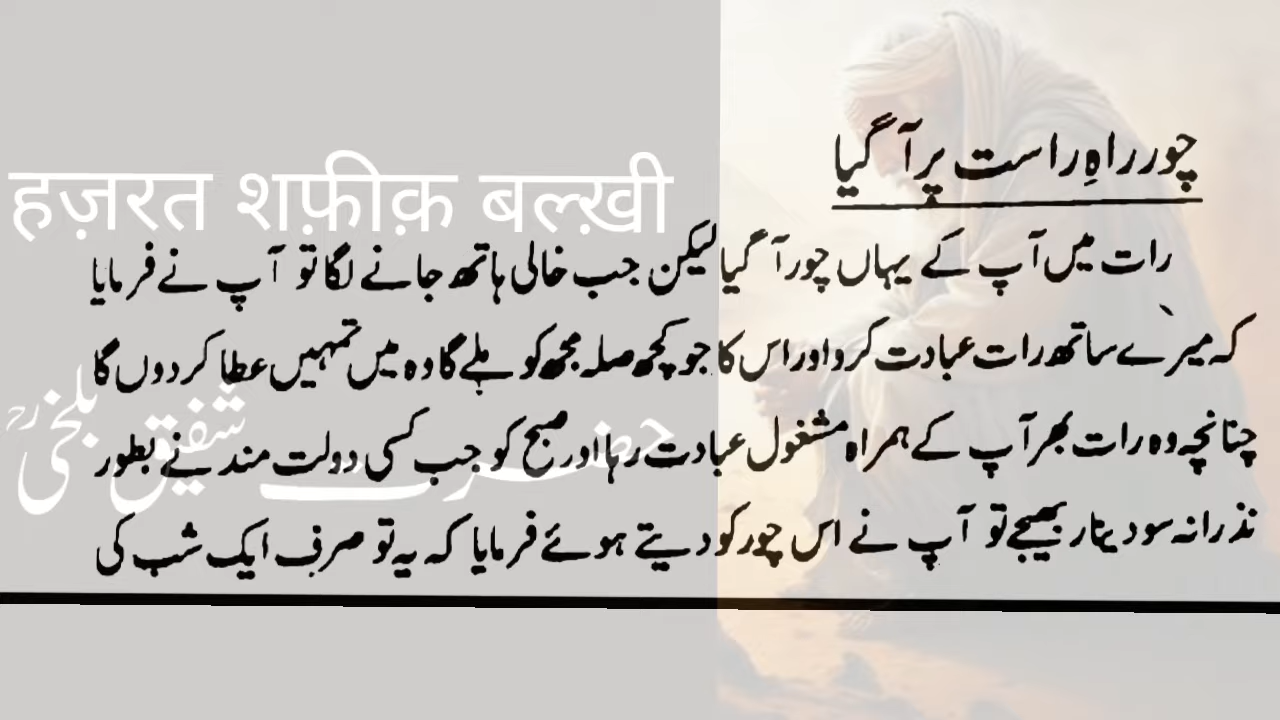 چور راہِ راست پر آ گیا
हज़रत शफ़ीक़ बल्ख़ी
رات میں آپ کے یہاں چور آ گیا لیکن جب خالی ہاتھ جانے لگا تو آپ نے فرمایا
کہ میرے ساتھ رات عبادت کرو اور اس کا جو کچھ صلہ مجھ کو ملے گا وہ میں تمہیں عطا کر دوں گا
حضرت شفیق بلخیؒ
چنانچہ وہ رات بھر آپ کے ہمراہ مشغول عبادت رہا اور صبح کو جب کسی دولت مند نے بطور
نذرانہ سو دینار بھیجے تو آپ نے اس چور کو دیتے ہوئے فرمایا کہ یہ تو صرف ایک شب کی